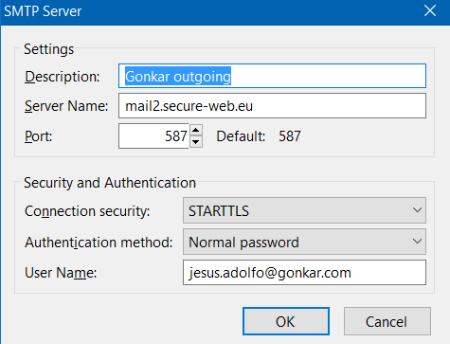 SMTP Server
Settings
Description: Gonkar outgoing
Server Name: mail2.secure-web.eu
Port: 587 Default: 587
Security and Authentication
Connection security: STARTTLS
Authentication method: Normal password
User Name: jesus.adolfo@gonkar.com
OK Cancel